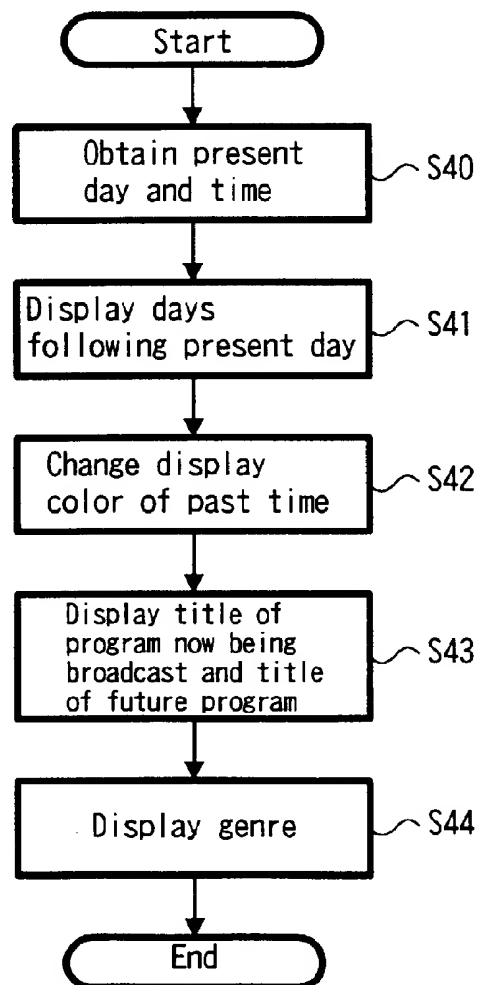 Start
Obtain present
day and time
S40
Display days
following present day
S41
Change display
color of past time
S42
Display title of
program now being
broadcast and title
of future program
S43
Display genre
S44
End